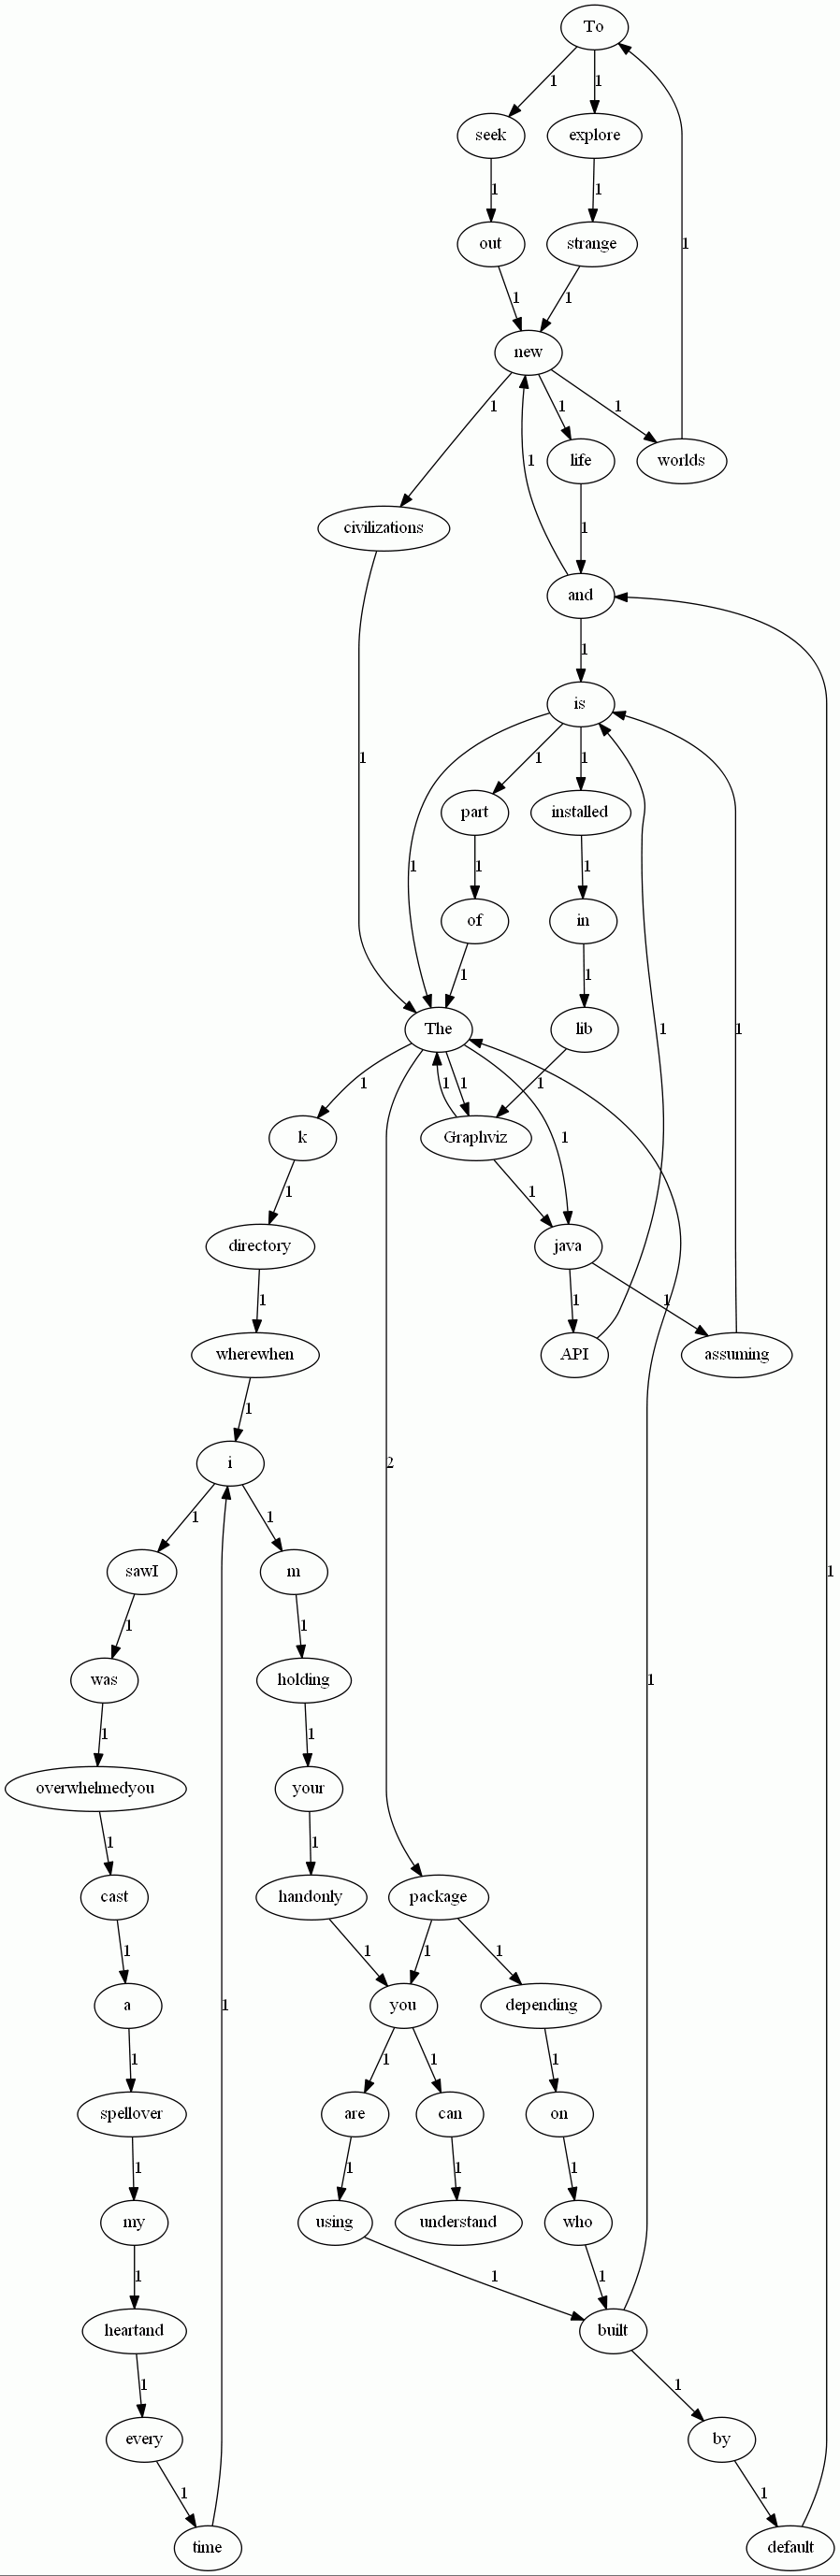 To
1 1
seek explore
1 1
out strange
1 1 1
new
1 1 1
life worlds
1
civilizations
1
and
1
is
1 1
part installed
1 1 1
of in
1 1
The lib
1 1 1 1
k Graphviz
1 1 1
directory java
1 1 1
wherewhen API assuming
1
i 2
1 1
sawI m
1 1
was holding
1 1
overwhelmedyou your
1 1
cast handonly package
1 1 1 1
a you depending
1 1 1 1
spellover are can on
1 1 1 1
my using understand who
1 1 1
heartand built
1 1
every by
1 1
time default
1 1 1 1 1 1